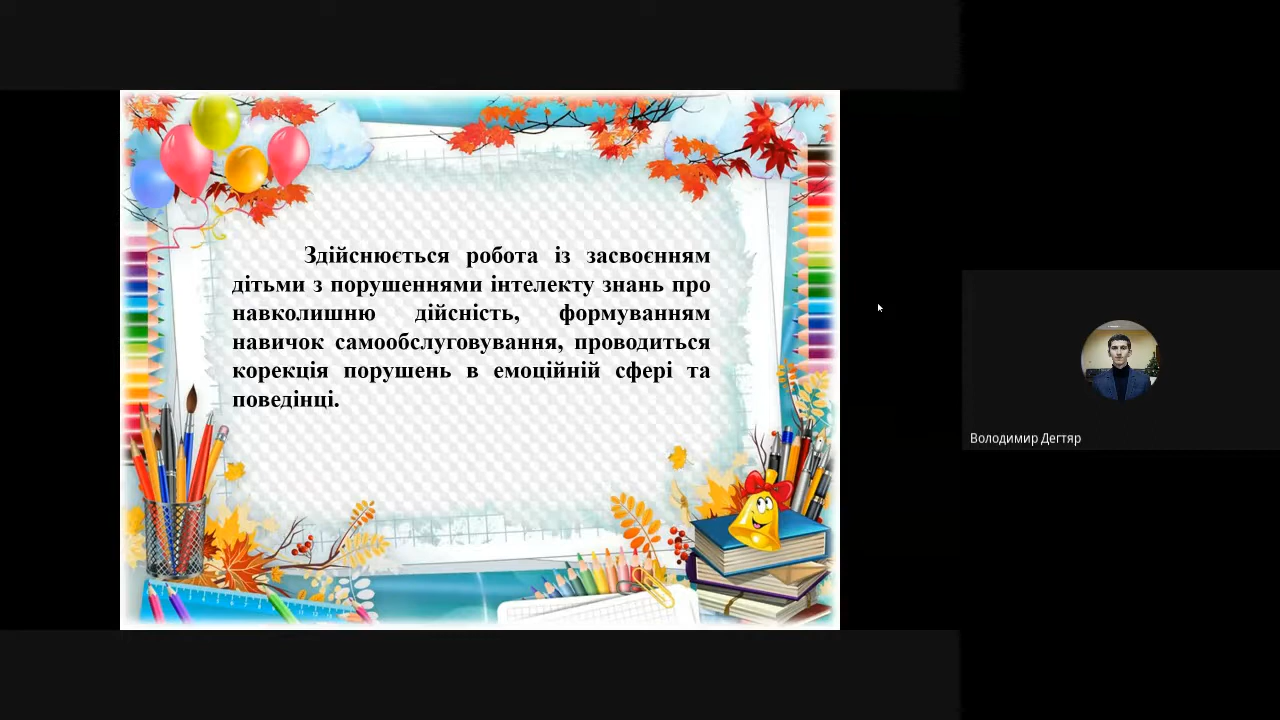 Здійснюється робота із засвоєнням
дітьми з порушеннями інтелекту знань про
навколишню дійсність, формуванням
навичок самообслуговування, проводиться
корекція порушень в емоційній сфері та
поведінці.
Володимир Дегтяр